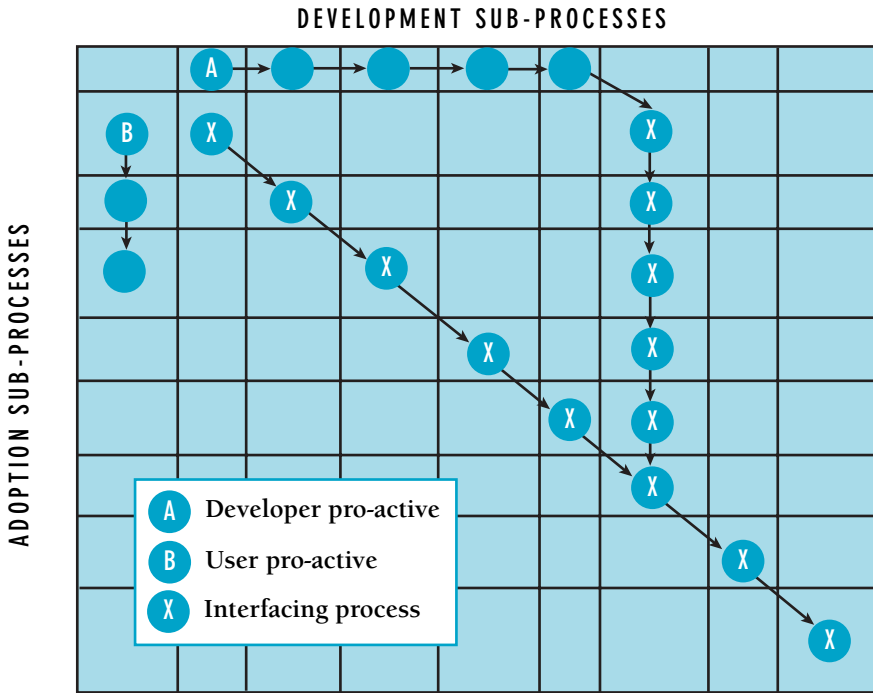 DEVELOPMENT SUB-PROCESSES
ADOPTION SUB-PROCESSES
A
B
X
X
X
X
X
X
X
X
X
X
X
X
X
A Developer pro-active
B User pro-active
X Interfacing process